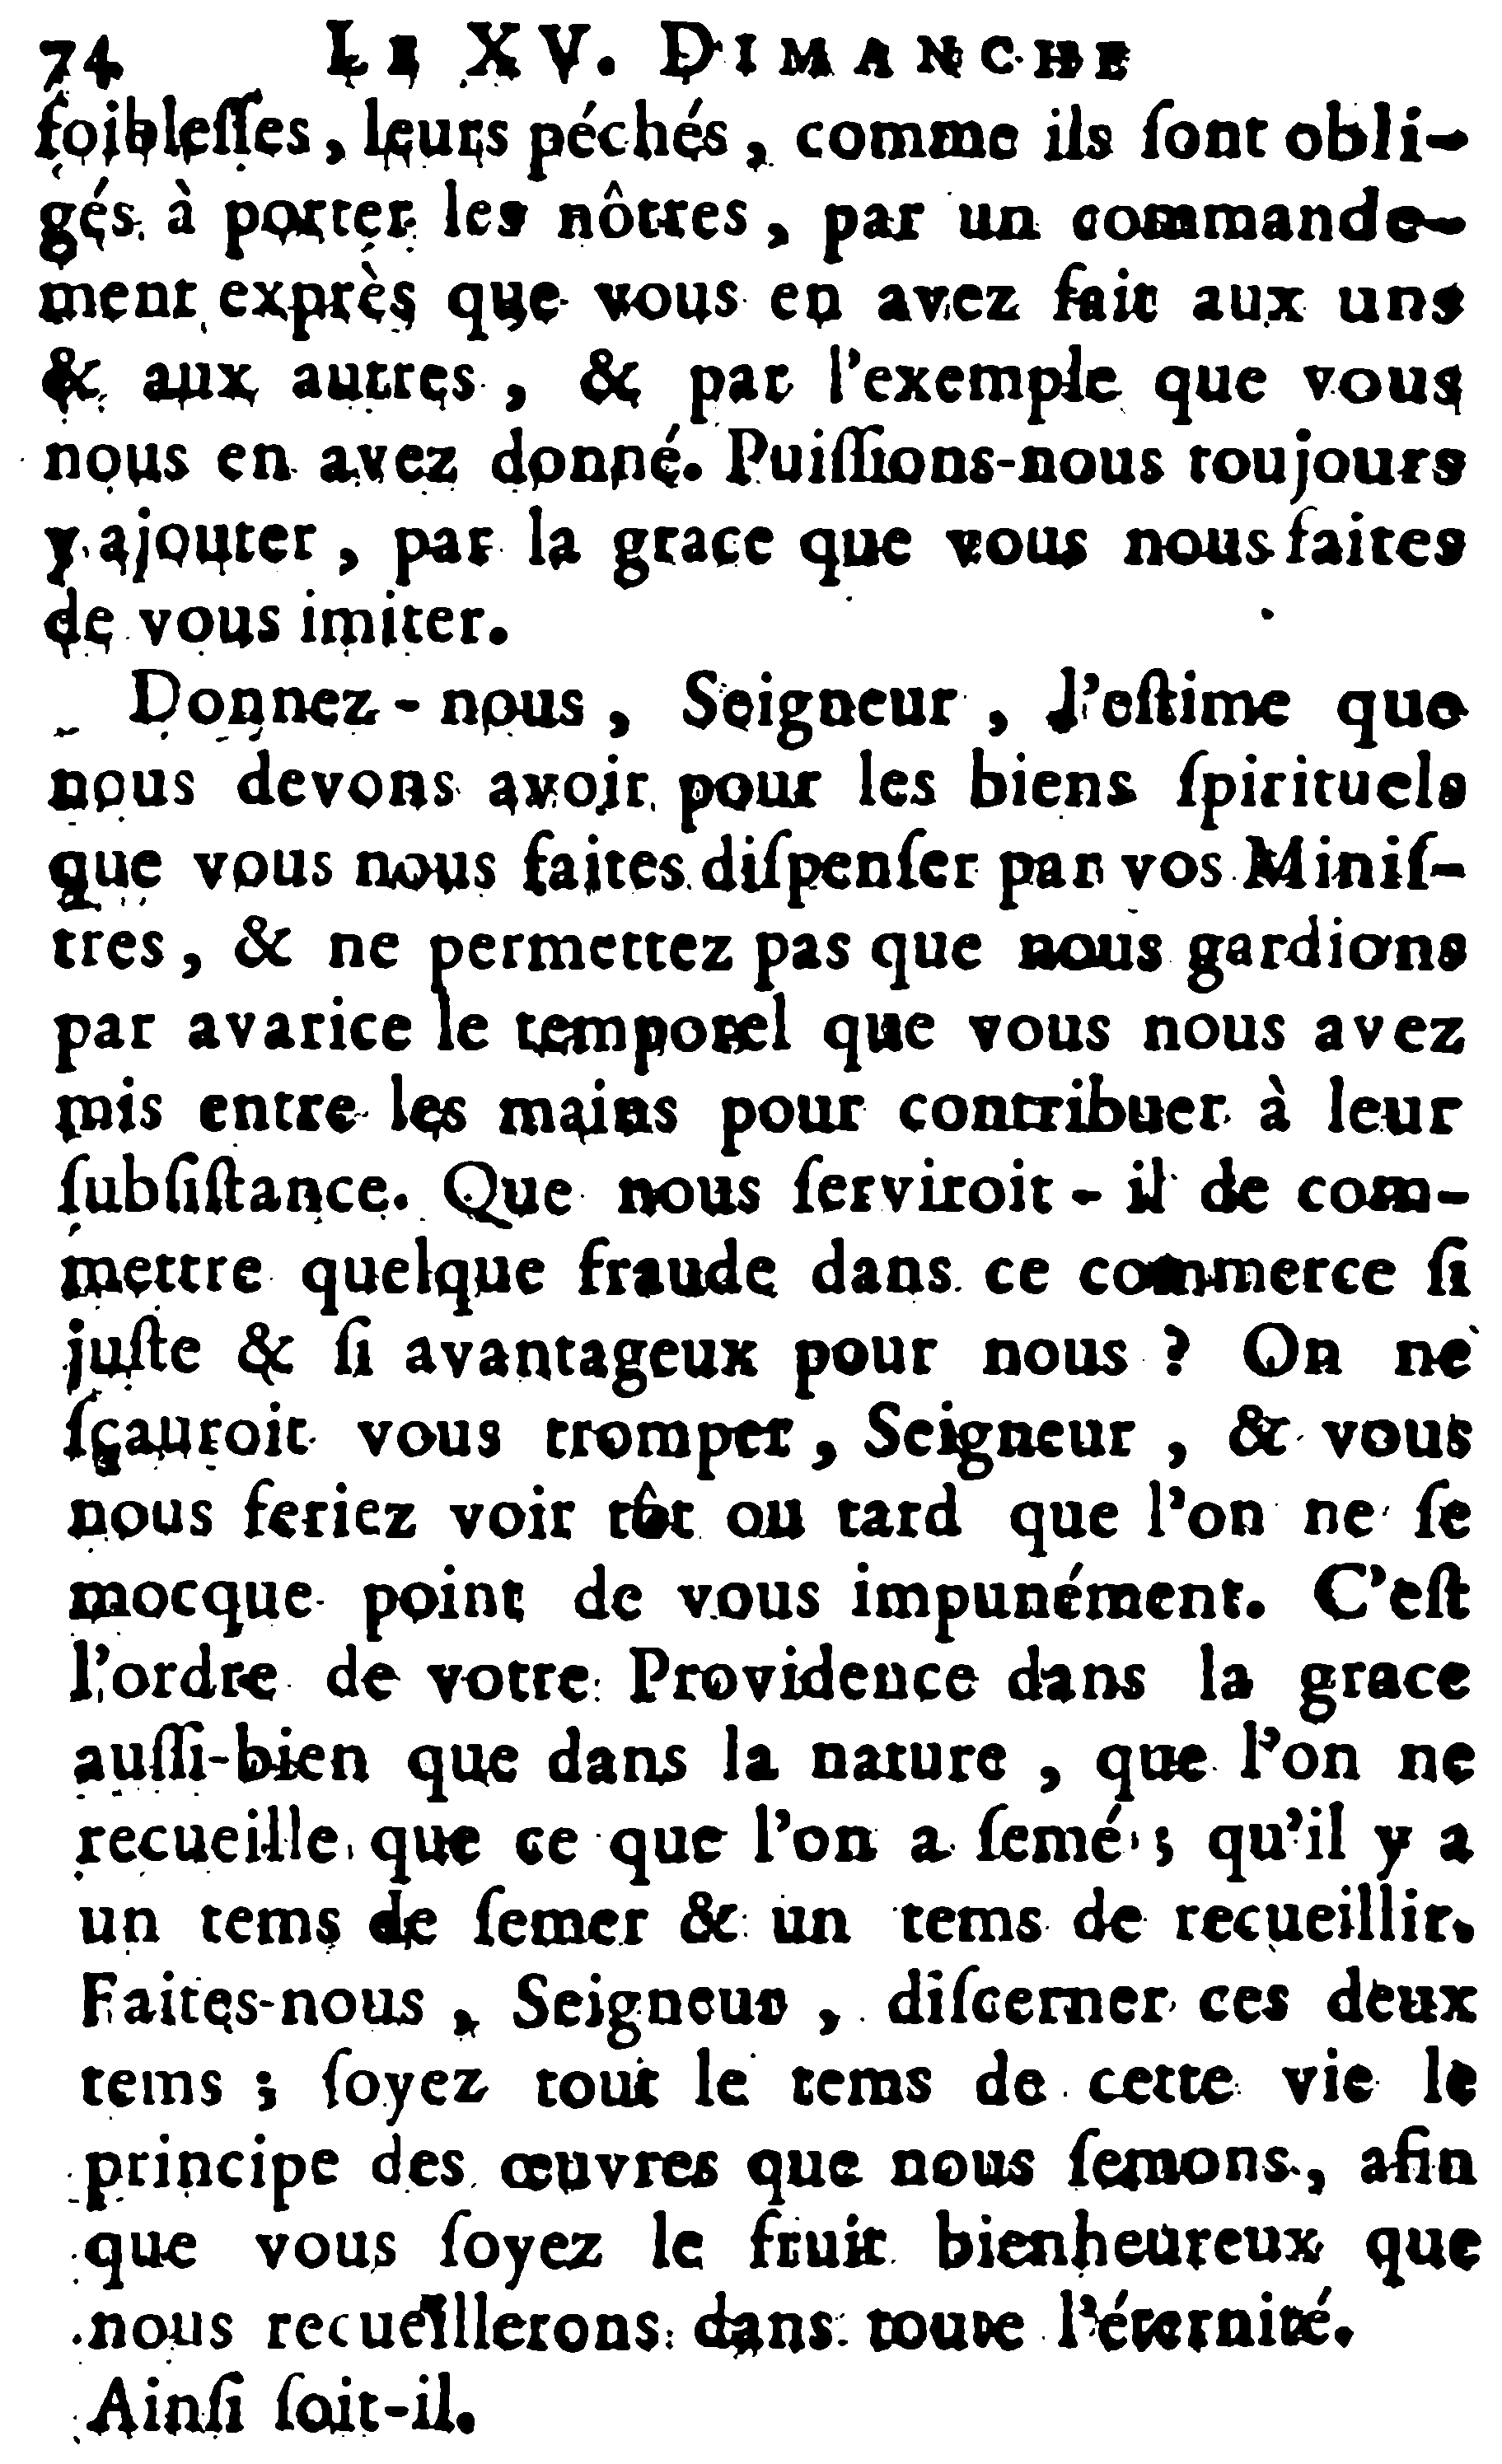 74 LE XV. DIMANCHE
foiblesſes, leurs péchés, comme ils ſont obli-
gés à porter les nôtres, par un commande-
ment exprès que vous en avez fait aux uns
& aux autres, & par l'exemple que vous
nous en avez donné. Puiſſions-nous toujours
y ajouter, par la grace que vous nous faites
de vous imiter.
Donnez-nous, Seigneur, l'eſtime que
nous devons avoir pour les biens ſpirituels
que vous nous faites diſpenſer par vos Miniſ-
tres, & ne permettez pas que nous gardions
par avarice le temporel que vous nous avez
mis entre les mains pour contribuer à leur
ſubſiſtance. Que nous ſerviroit-il de com-
mettre quelque fraude dans ce commerce ſi
juſte & ſi avantageux pour nous ? On ne
ſçauroit vous tromper, Seigneur, & vous
nous feriez voir tôt ou tard que l'on ne ſe
mocque point de vous impunément. C'eſt
l'ordre de votre Providence dans la grace
auſſi-bien que dans la nature, que l'on ne
recueille que ce que l'on a ſemé ; qu'il y a
un tems de ſemer & un tems de recueillir.
Faites-nous, Seigneur, diſcerner ces deux
tems ; ſoyez tout le tems de cette vie le
principe des œuvres que nous ſemons, afin
que vous ſoyez le fruit bienheureux que
nous recueillerons dans toute l'éternité.
Ainſi ſoit-il.